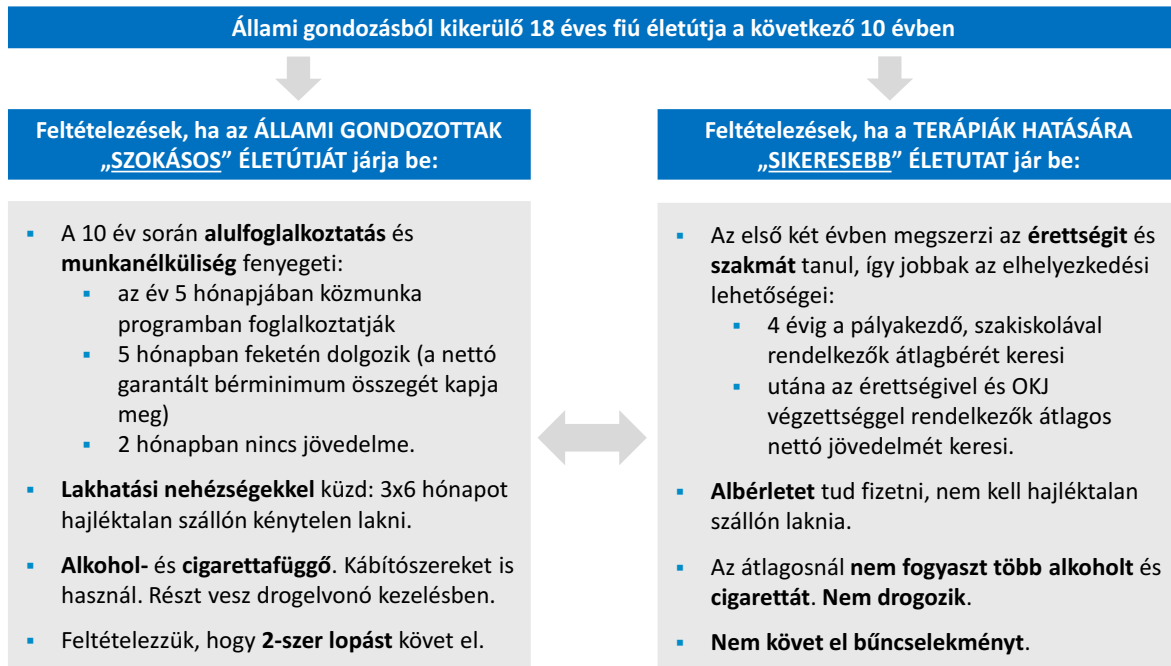 Állami gondozásból kikerülő 18 éves fiú életútja a következő 10 évben
Feltételezések, ha az ÁLLAMI GONDOZOTTAK
„SZOKÁSOS” ÉLETÚTJÁT járja be:
▪ A 10 év során alulfoglalkoztatás és
munkanélküliség fenyegeti:
▪ az év 5 hónapjában közmunka
programban foglalkoztatják
▪ 5 hónapban feketén dolgozik (a nettó
garantált bérminimum összegét kapja
meg)
▪ 2 hónapban nincs jövedelme.
▪ Lakhatási nehézségekkel küzd: 3x6 hónapot
hajléktalan szállón kénytelen lakni.
▪ Alkohol- és cigarettafüggő. Kábítószereket is
használ. Részt vesz drogelvonó kezelésben.
▪ Feltételezzük, hogy 2-szer lopást követ el.
Feltételezések, ha a TERÁPIÁK HATÁSÁRA
„SIKERESEBB” ÉLETUTAT jár be:
▪ Az első két évben megszerzi az érettségit és
szakmát tanul, így jobbak az elhelyezkedési
lehetőségei:
▪ 4 évig a pályakezdő, szakiskolával
rendelkezők átlagbérét keresi
▪ utána az érettségivel és OKJ
végzettséggel rendelkezők átlagos
nettó jövedelmét keresi.
▪ Albérletet tud fizetni, nem kell hajléktalan
szállón laknia.
▪ Az átlagosnál nem fogyaszt több alkoholt és
cigarettát. Nem drogozik.
▪ Nem követ el bűncselekményt.